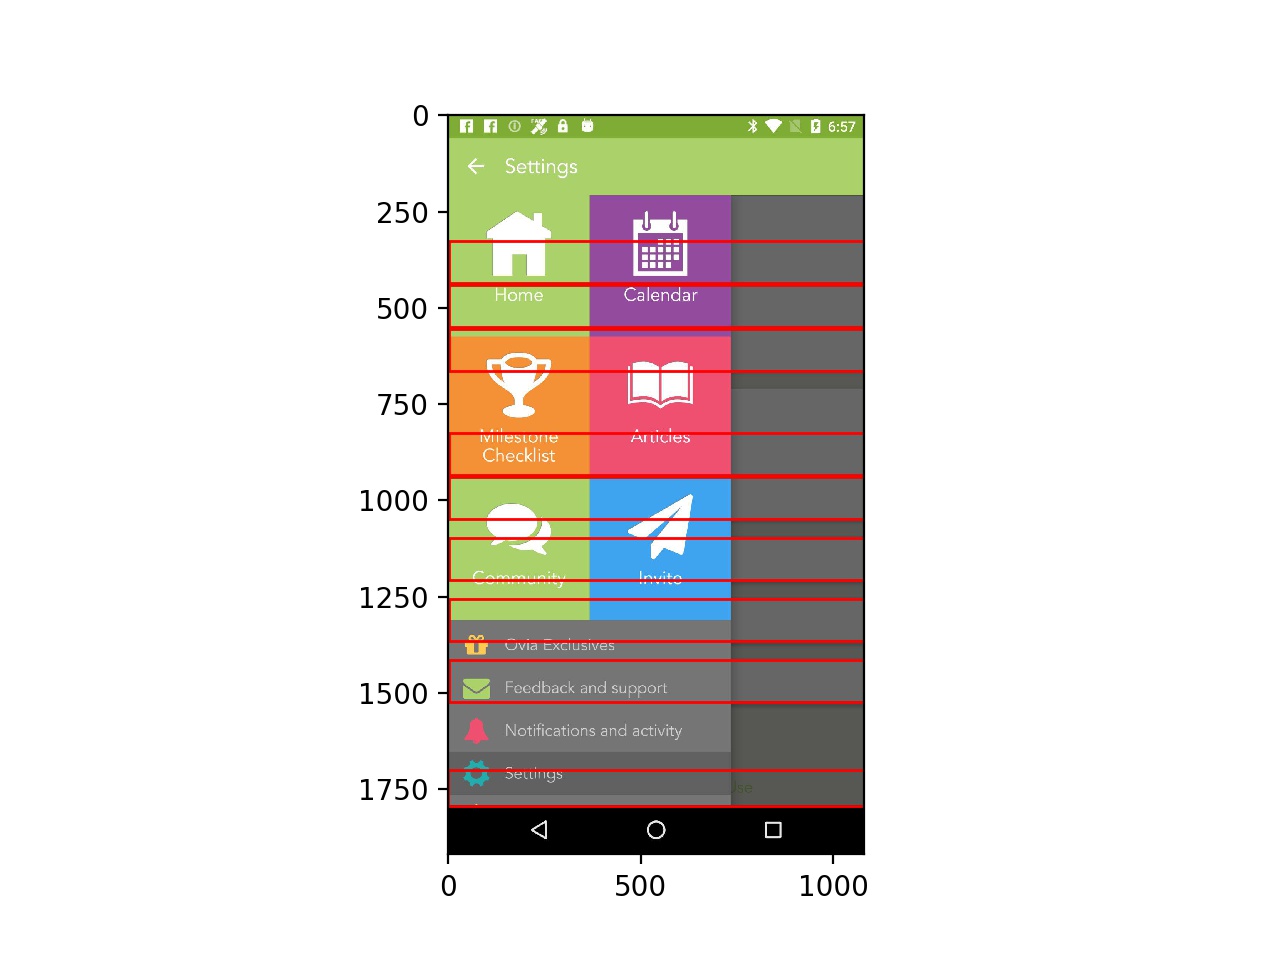 0
6:57
Settings
250
Home
Calendar
500
750
Milestone
Checklist
Articles
1000
Community
Invite
1250
Ovia Exclusives
Feedback and support
1500
Notifications and activity
Settings
1750
0
500
1000